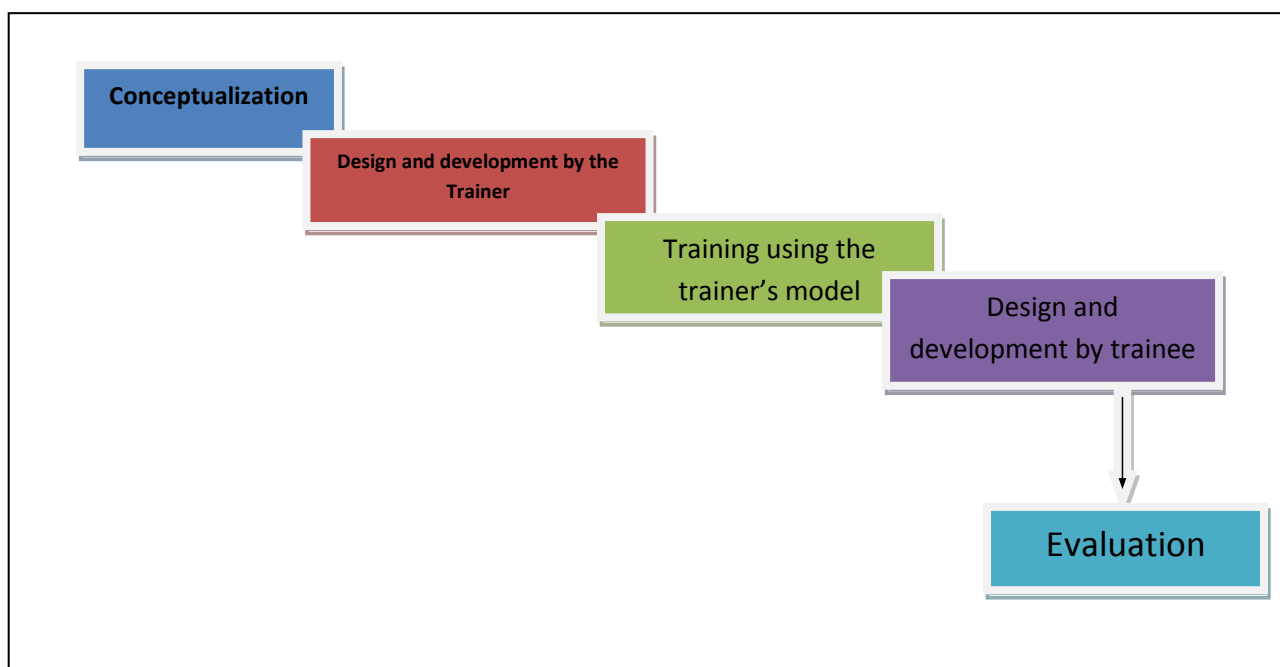 Conceptualization
Design and development by the
Trainer
Training using the
trainer’s model
Design and
development by trainee
Evaluation